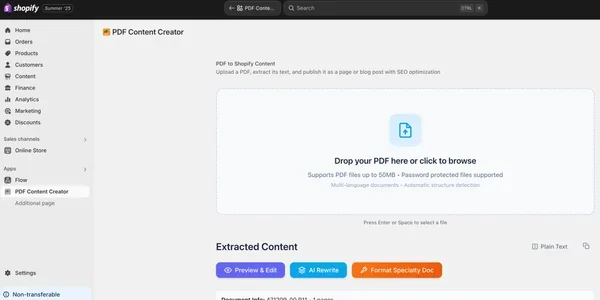 shopify Summer '25
PDF Conte...
Search
CTRL K
Home
Orders
Products
Customers
Content
Finance
Analytics
Marketing
Discounts
Sales channels
Online Store
Apps
Flow
PDF Content Creator
Additional page
Settings
Non-transferable
PDF Content Creator
PDF to Shopify Content
Upload a PDF, extract its text, and publish it as a page or blog post with SEO optimization
Drop your PDF here or click to browse
Supports PDF files up to 50MB • Password protected files supported
Multi-language documents • Automatic structure detection
Press Enter or Space to select a file
Extracted Content
Plain Text
Preview & Edit
AI Rewrite
Format Specialty Doc